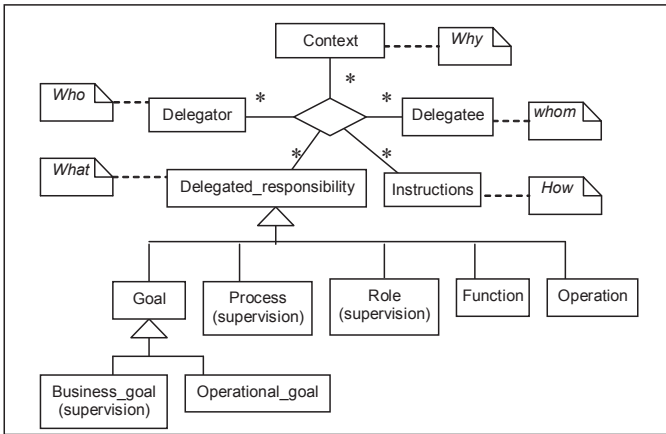 Context
Why
*
Who
Delegator
*
*
Delegatee
whom
What
Delegated_responsibility
*
*
Instructions
How
Goal
Process
(supervision)
Role
(supervision)
Function
Operation
Business_goal
(supervision)
Operational_goal